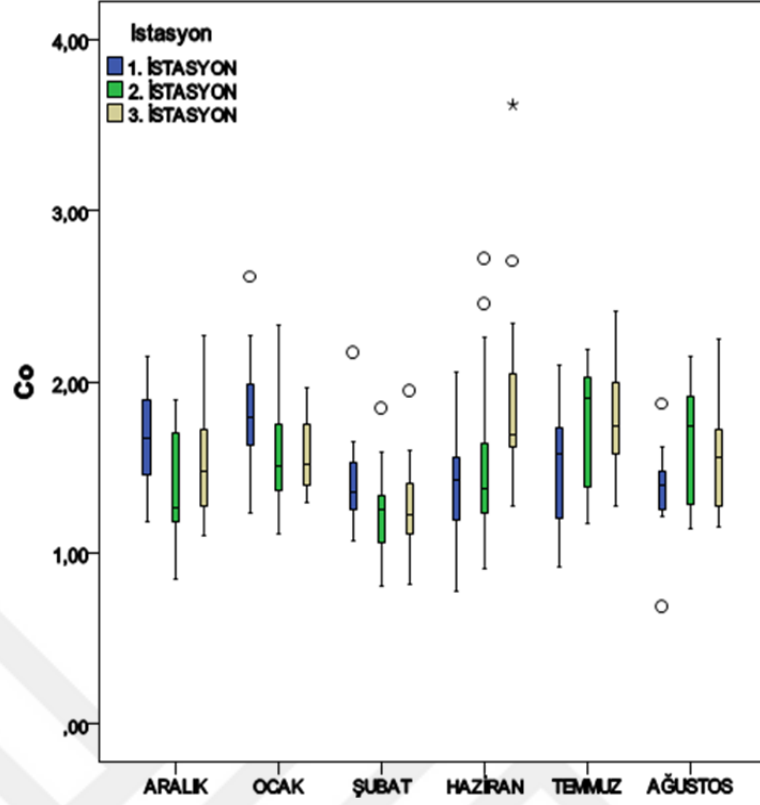 İstasyon
1. İSTASYON
2. İSTASYON
3. İSTASYON
Co
4,00
3,00
2,00
1,00
,00
ARALIK OCAK ŞUBAT HAZİRAN TEMMUZ AĞUSTOS